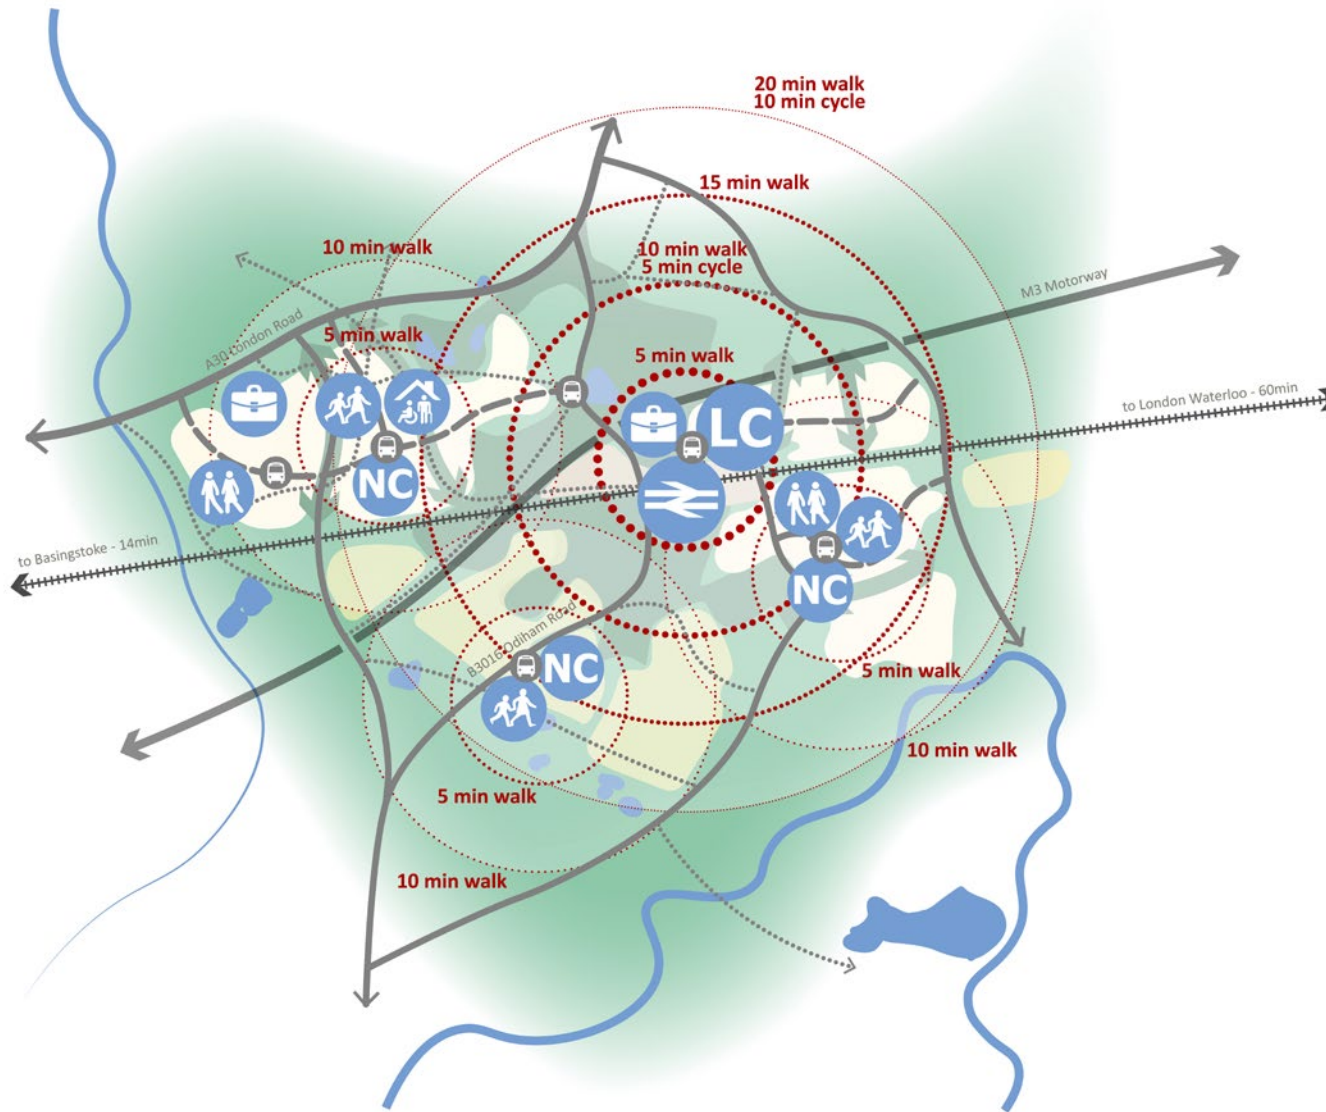 20 min walk
10 min cycle
15 min walk
10 min walk
10 min walk
5 min cycle
M3 Motorway
A30 London Road
5 min walk
5 min walk
to London Waterloo - 60min
LC
NC
to Basingstoke - 14min
NC
B3016 Odiham Road
NC
5 min walk
10 min walk
5 min walk
10 min walk